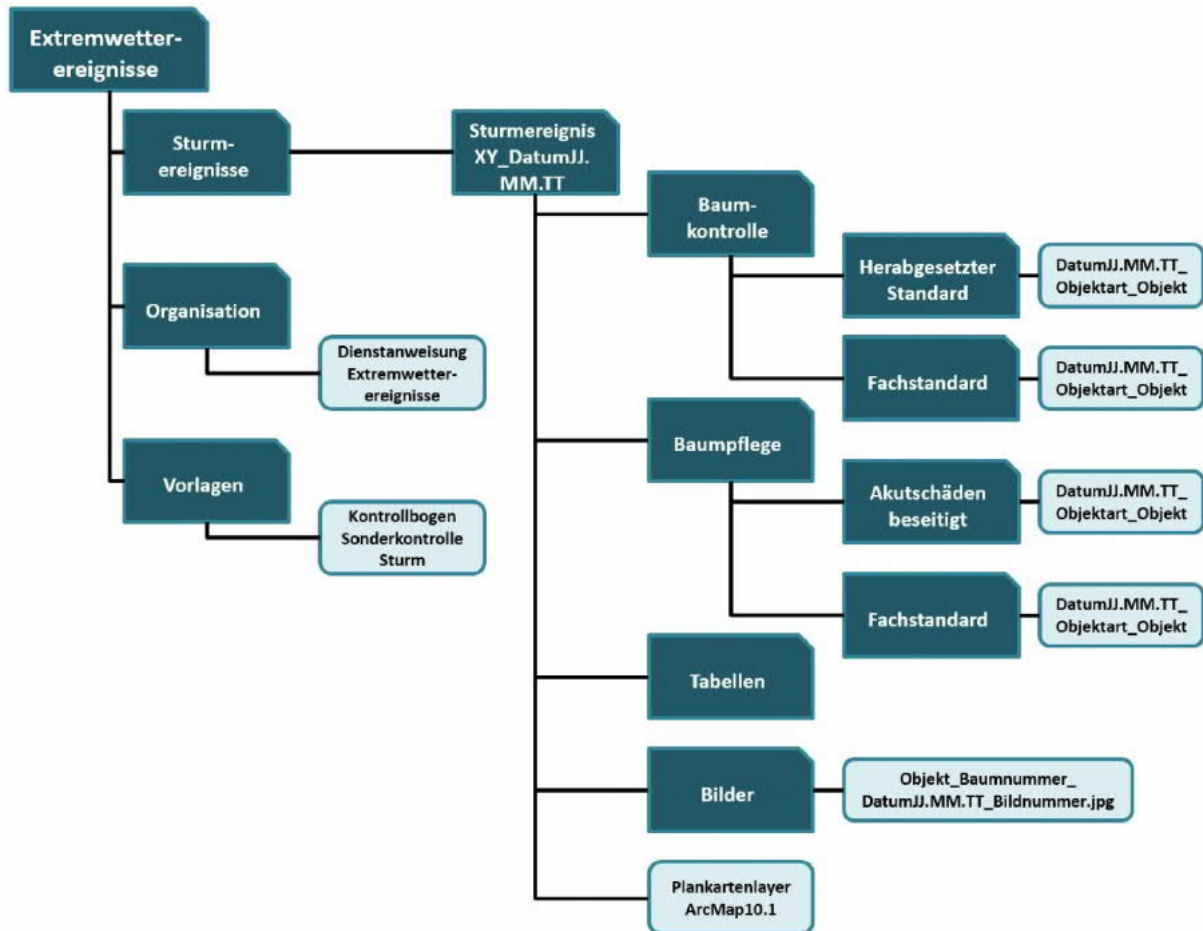 Extremwetter-
ereignisse
Sturm-
ereignisse
Sturmereignis
XY_DatumJJ.
MM.TT
Baum-
kontrolle
Herabgesetzter
Standard
DatumJJ.MM.TT_
Objektart_Objekt
Organisation
Dienstanweisung
Extremwetter-
ereignisse
Fachstandard
DatumJJ.MM.TT_
Objektart_Objekt
Baumpflege
Vorlagen
Kontrollbogen
Sonderkontrolle
Sturm
Akutschäden
beseitigt
DatumJJ.MM.TT_
Objektart_Objekt
Fachstandard
DatumJJ.MM.TT_
Objektart_Objekt
Tabellen
Bilder
Objekt_Baumnummer_
DatumJJ.MM.TT_Bildnummer.jpg
Plankartenlayer
ArcMap10.1